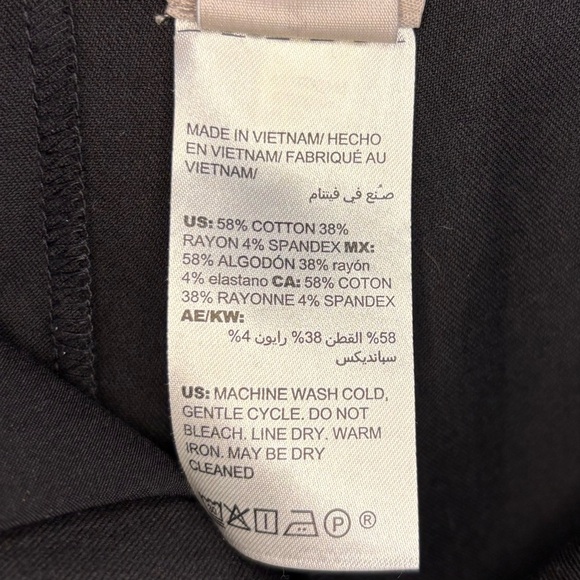 MADE IN VIETNAM/ HECHO
EN VIETNAM/ FABRIQUÉ AU
VIETNAM/
صُنع في فيتنام
US: 58% COTTON 38%
RAYON 4% SPANDEX MX:
58% ALGODÓN 38% rayón
4% elastano CA: 58% COTON
38% RAYONNE 4% SPANDEX
AE/KW:
58% القطن 38% رايون 4%
سبانديكس
US: MACHINE WASH COLD,
GENTLE CYCLE. DO NOT
BLEACH. LINE DRY. WARM
IRON. MAY BE DRY
CLEANED
P ®